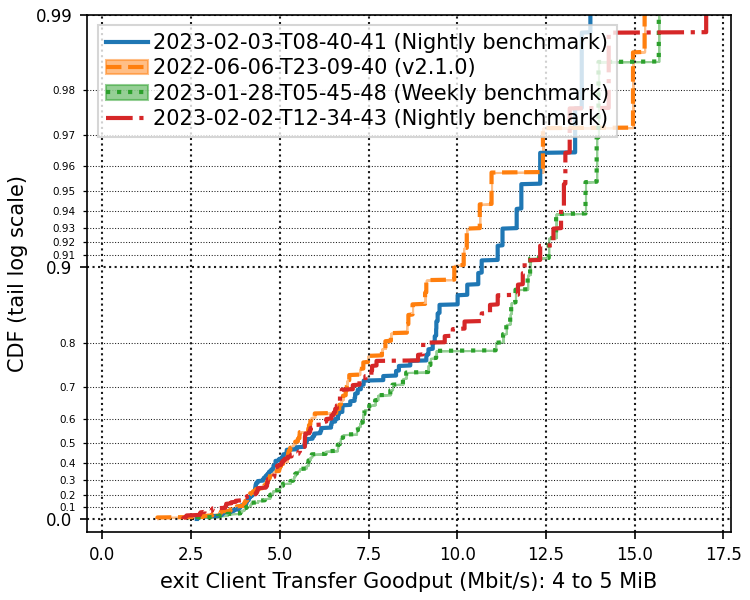 0.99
2023-02-03-T08-40-41 (Nightly benchmark)
2022-06-06-T23-09-40 (v2.1.0)
2023-01-28-T05-45-48 (Weekly benchmark)
2023-02-02-T12-34-43 (Nightly benchmark)
0.98
0.97
0.96
0.95
0.94
0.93
0.92
0.91
0.9
0.8
0.7
0.6
0.5
0.4
0.3
0.2
0.1
0.0
CDF (tail log scale)
0.0 2.5 5.0 7.5 10.0 12.5 15.0 17.5
exit Client Transfer Goodput (Mbit/s): 4 to 5 MiB